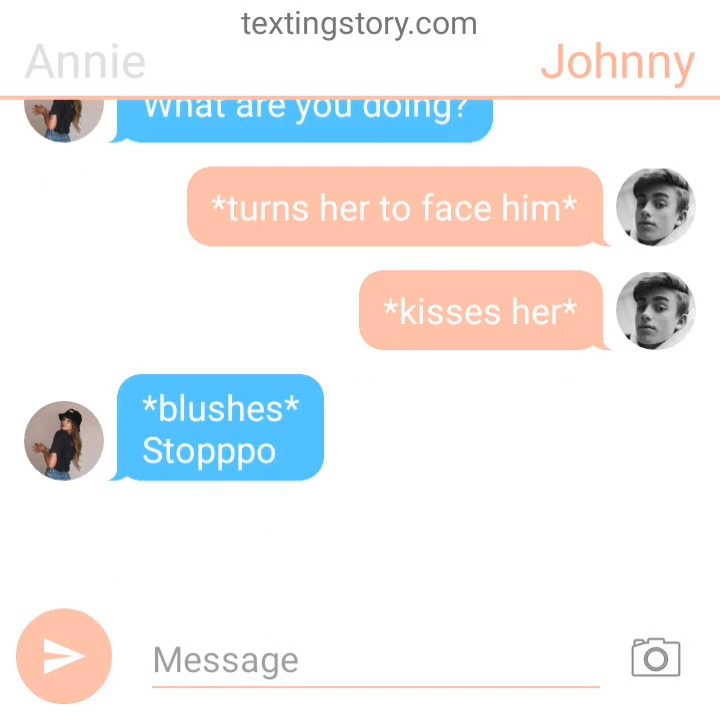 textingstory.com
Annie
Johnny
What are you doing?
*turns her to face him*
*kisses her*
*blushes*
Stopppo
Message